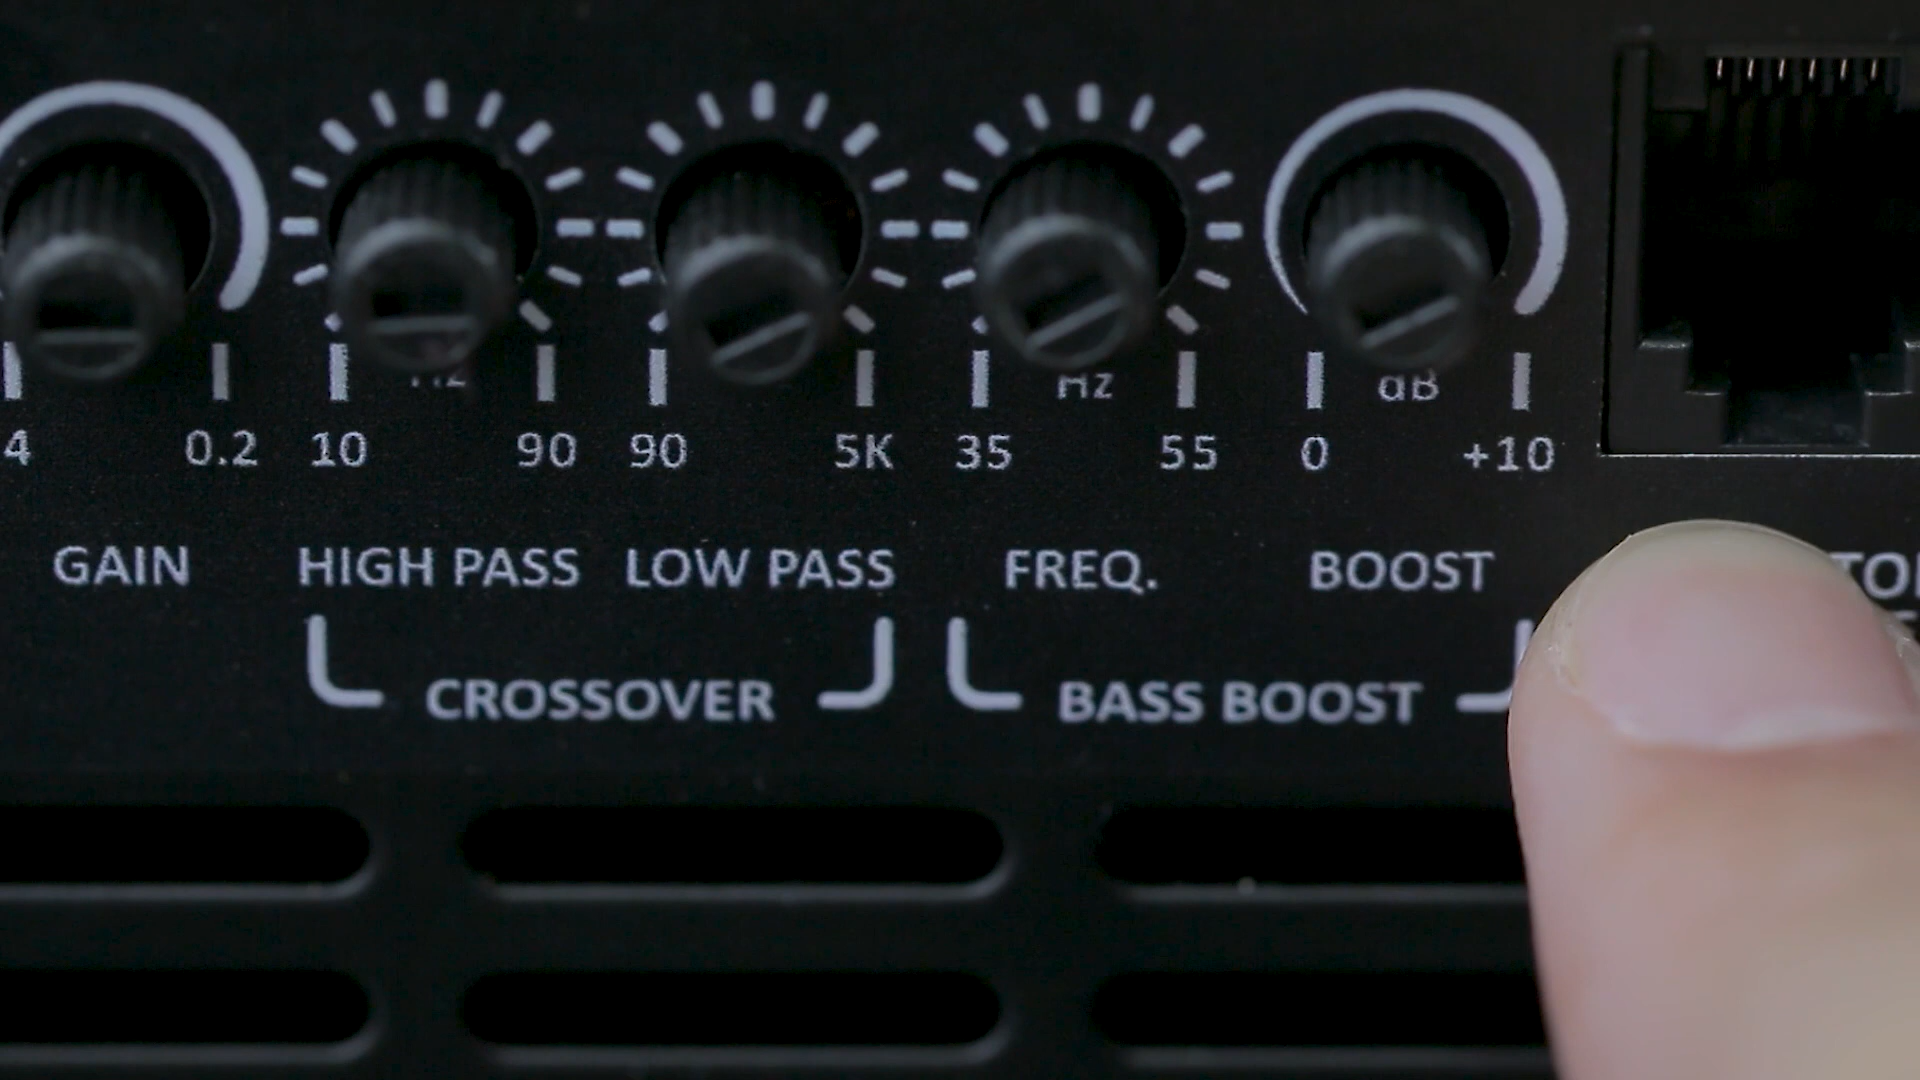 Hz Hz dB
4 0.2 10 90 90 5K 35 55 0 +10
GAIN HIGH PASS LOW PASS FREQ. BOOST
CROSSOVER BASS BOOST